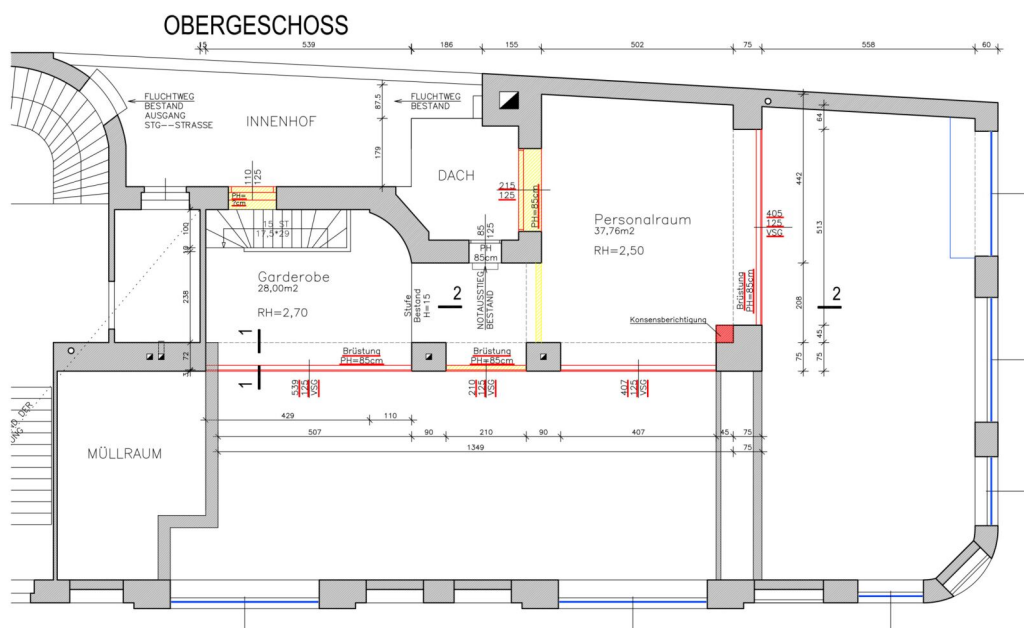 OBERGESCHOSS
15
539
186
155
502
75
558
60
FLUCHTWEG
BESTAND
AUSGANG
STG--STRASSE
FLUCHTWEG
BESTAND
INNENHOF
87.5
179
110
125
PH=
7cm
DACH
215
125
PH=85cm
85
125
PH
85cm
Personalraum
37,76m2
RH=2,50
442
208
75
64
513
45
75
405
125
VSG
Brüstung
PH=85cm
15 ST
17,5*29
Garderobe
28,00m2
RH=2,70
Stufe
Bestand
H=15
NOTAUSSTIEG
BESTAND
2
2
Konsensberichtigung
100
19
238
72
3
1
1
Brüstung
PH=85cm
Brüstung
PH=85cm
539
125
VSG
210
125
VSG
407
125
VSG
429
110
507
90
210
90
407
45
75
1349
75
MÜLLRAUM
DER